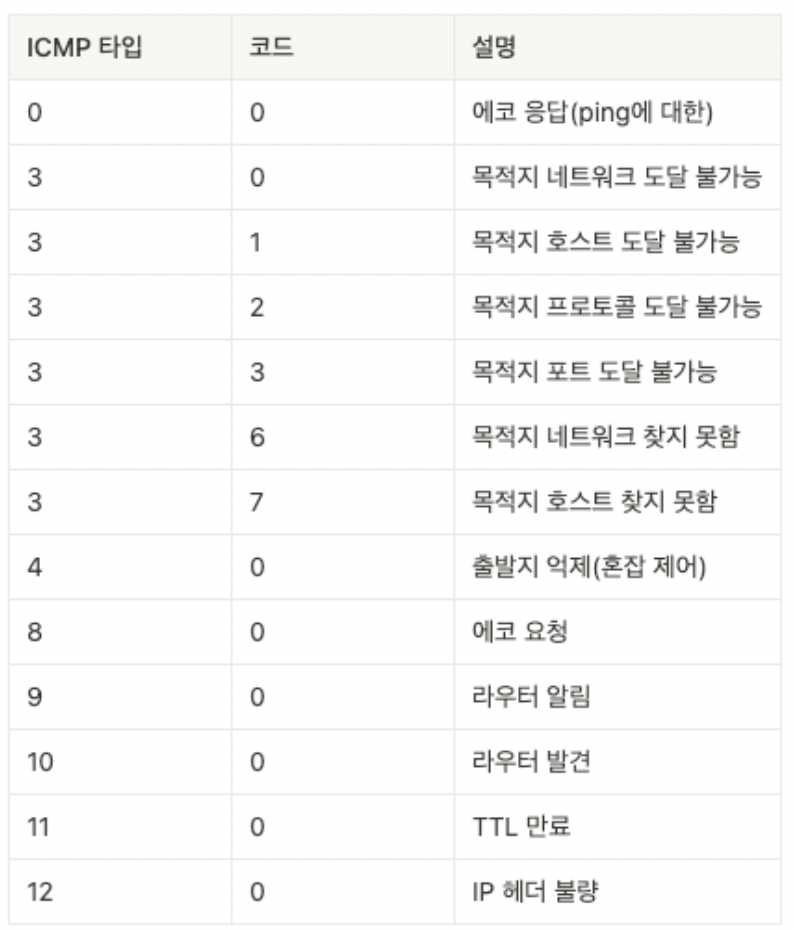 ICMP 타입 코드 설명
0 0 에코 응답(ping에 대한)
3 0 목적지 네트워크 도달 불가능
3 1 목적지 호스트 도달 불가능
3 2 목적지 프로토콜 도달 불가능
3 3 목적지 포트 도달 불가능
3 6 목적지 네트워크 찾지 못함
3 7 목적지 호스트 찾지 못함
4 0 출발지 억제(혼잡 제어)
8 0 에코 요청
9 0 라우터 알림
10 0 라우터 발견
11 0 TTL 만료
12 0 IP 헤더 불량